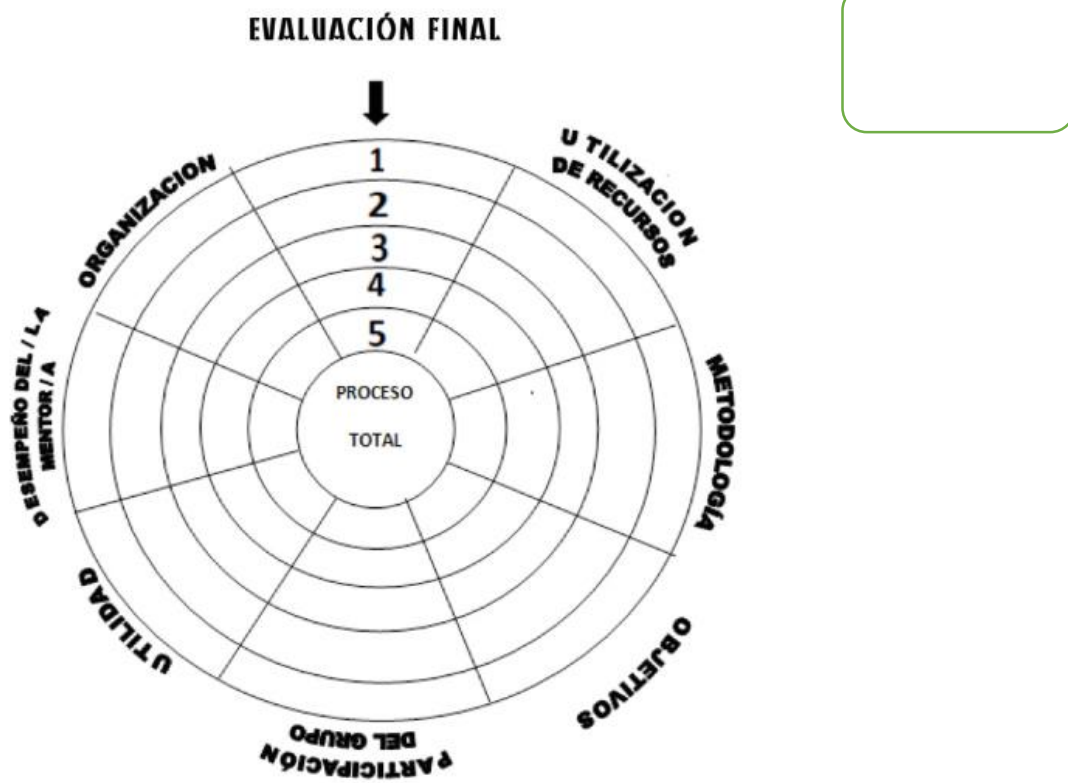 EVALUACIÓN FINAL
1
2
3
4
5
PROCESO
TOTAL
UTILIZACION
DE RECURSOS
METODOLOGÍA
OBJETIVOS
PARTICIPACIÓN
DEL GRUPO
UTILIDAD
DESEMPEÑO DEL / LA
MENTOR / A
ORGANIZACION